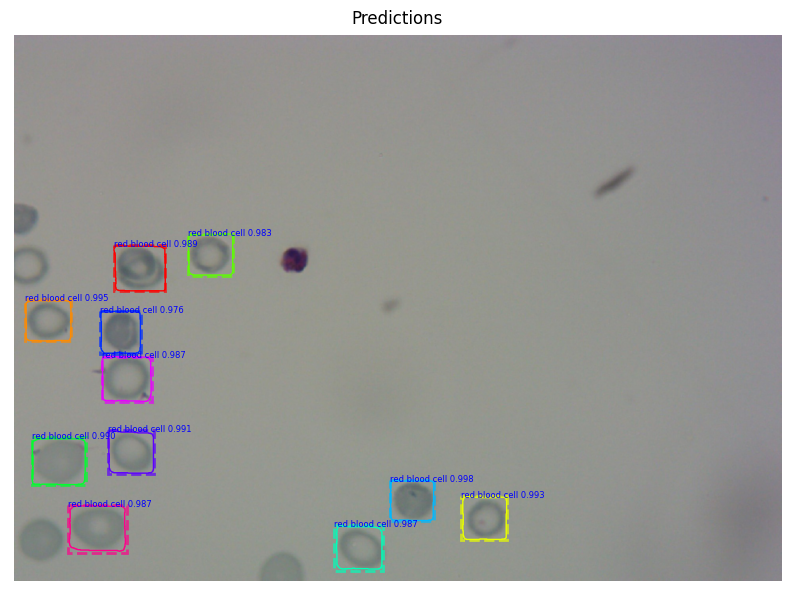 Predictions
red blood cell 0.983
red blood cell 0.989
red blood cell 0.995
red blood cell 0.976
red blood cell 0.987
red blood cell 0.991
red blood cell 0.990
red blood cell 0.998
red blood cell 0.993
red blood cell 0.987
red blood cell 0.987